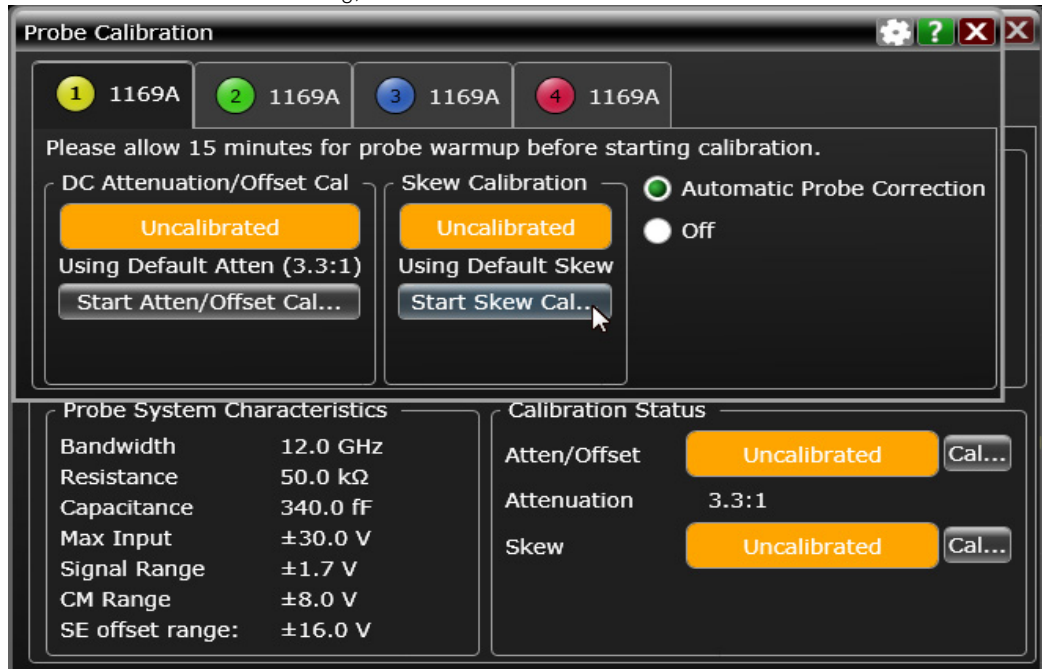 Probe Calibration
? X X
1 1169A 2 1169A 3 1169A 4 1169A
Please allow 15 minutes for probe warmup before starting calibration.
DC Attenuation/Offset Cal
Uncalibrated
Using Default Atten (3.3:1)
Start Atten/Offset Cal...
Skew Calibration
Uncalibrated
Using Default Skew
Start Skew Cal...
Automatic Probe Correction
Off
Probe System Characteristics
Bandwidth 12.0 GHz
Resistance 50.0 kΩ
Capacitance 340.0 fF
Max Input ±30.0 V
Signal Range ±1.7 V
CM Range ±8.0 V
SE offset range: ±16.0 V
Calibration Status
Atten/Offset Uncalibrated Cal...
Attenuation 3.3:1
Skew Uncalibrated Cal...